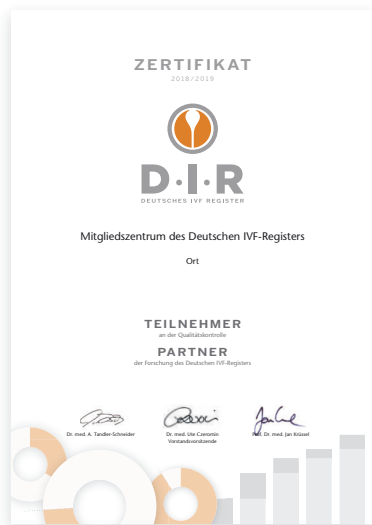 ZERTIFIKAT
2018/2019
D·I·R
DEUTSCHES IVF REGISTER
Mitgliedszentrum des Deutschen IVF-Registers
Ort
TEILNEHMER
an der Qualitätskontrolle
PARTNER
der Forschung des Deutschen IVF-Registers
Dr. med. A. Tandler-Schneider
Dr. med. Ute Czeromin
Vorstandsvorsitzende
Prof. Dr. med. Jan Krüssel